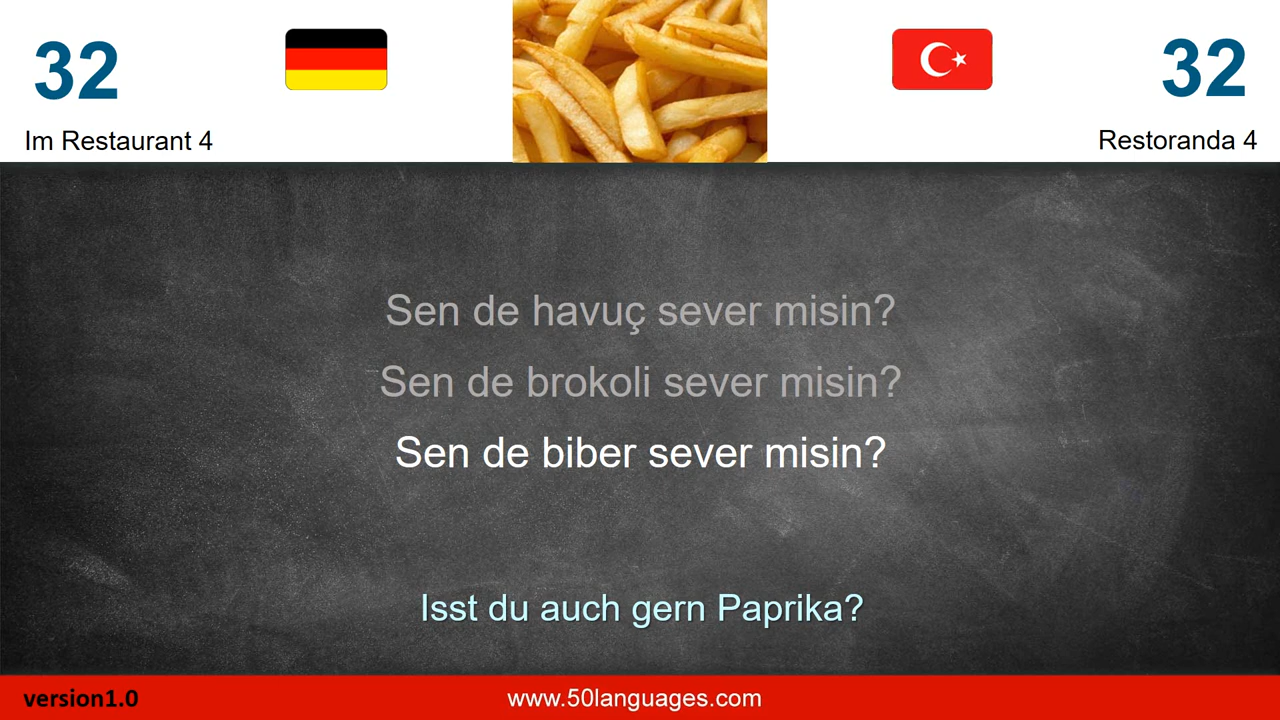 32
32
Im Restaurant 4
Restoranda 4
Sen de havuç sever misin?
Sen de brokoli sever misin?
Sen de biber sever misin?
Isst du auch gern Paprika?
version1.0
www.50languages.com